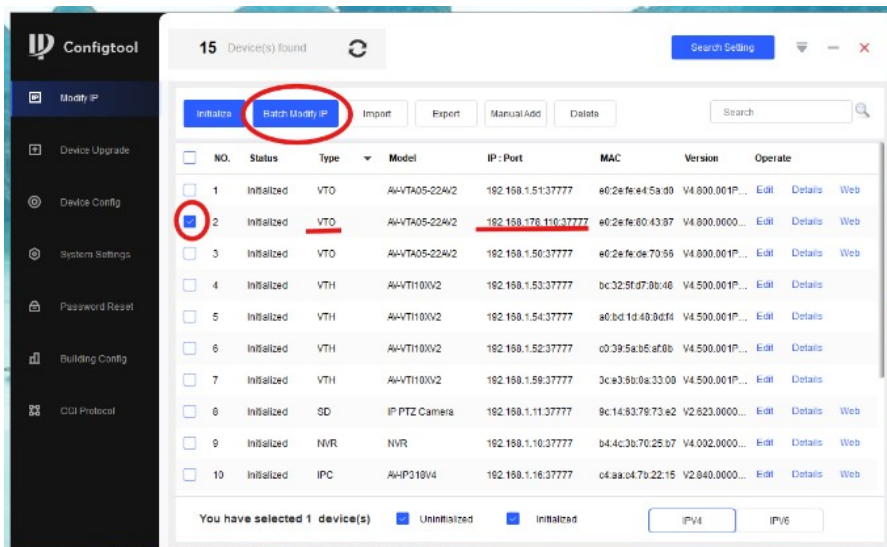 Configtool
15 Device(s) found
Search Setting
Modify IP
Device Upgrade
Device Config
System Settings
Password Reset
Building Config
CGI Protocol
Initialize Batch Modify IP Import Export Manual Add Delete Search
NO. Status Type Model IP : Port MAC Version Operate
1 Initialized VTO AV-VTA05-22AV2 192.168.1.51:37777 e0:2e:fe:e4:5a:d0 V4.800.001P... Edit Details Web
2 Initialized VTO AV-VTA05-22AV2 192.168.178.110:37777 e0:2e:fe:80:43:87 V4.800.0000... Edit Details Web
3 Initialized VTO AV-VTA05-22AV2 192.168.1.50:37777 e0:2e:fe:de:70:66 V4.800.001P... Edit Details Web
4 Initialized VTH AV-VTI10XV2 192.168.1.53:37777 bc:32:5f:d7:8b:48 V4.500.001P... Edit Details
5 Initialized VTH AV-VTI10XV2 192.168.1.54:37777 a0:bd:1d:48:8d:f4 V4.500.001P... Edit Details
6 Initialized VTH AV-VTI10XV2 192.168.1.52:37777 c0:39:5a:b5:af:8b V4.500.001P... Edit Details
7 Initialized VTH AV-VTI10XV2 192.168.1.59:37777 3c:e3:6b:0a:33:08 V4.500.001P... Edit Details
8 Initialized SD IP PTZ Camera 192.168.1.11:37777 9c:14:63:79:73:e2 V2.623.0000... Edit Details Web
9 Initialized NVR NVR 192.168.1.10:37777 b4:4c:3b:70:25:b7 V4.002.0000... Edit Details Web
10 Initialized IPC AV-IP318V4 192.168.1.16:37777 c4:aa:c4:7b:22:15 V2.840.0000... Edit Details Web
You have selected 1 device(s) Uninitialized Initialized IPV4 IPV6